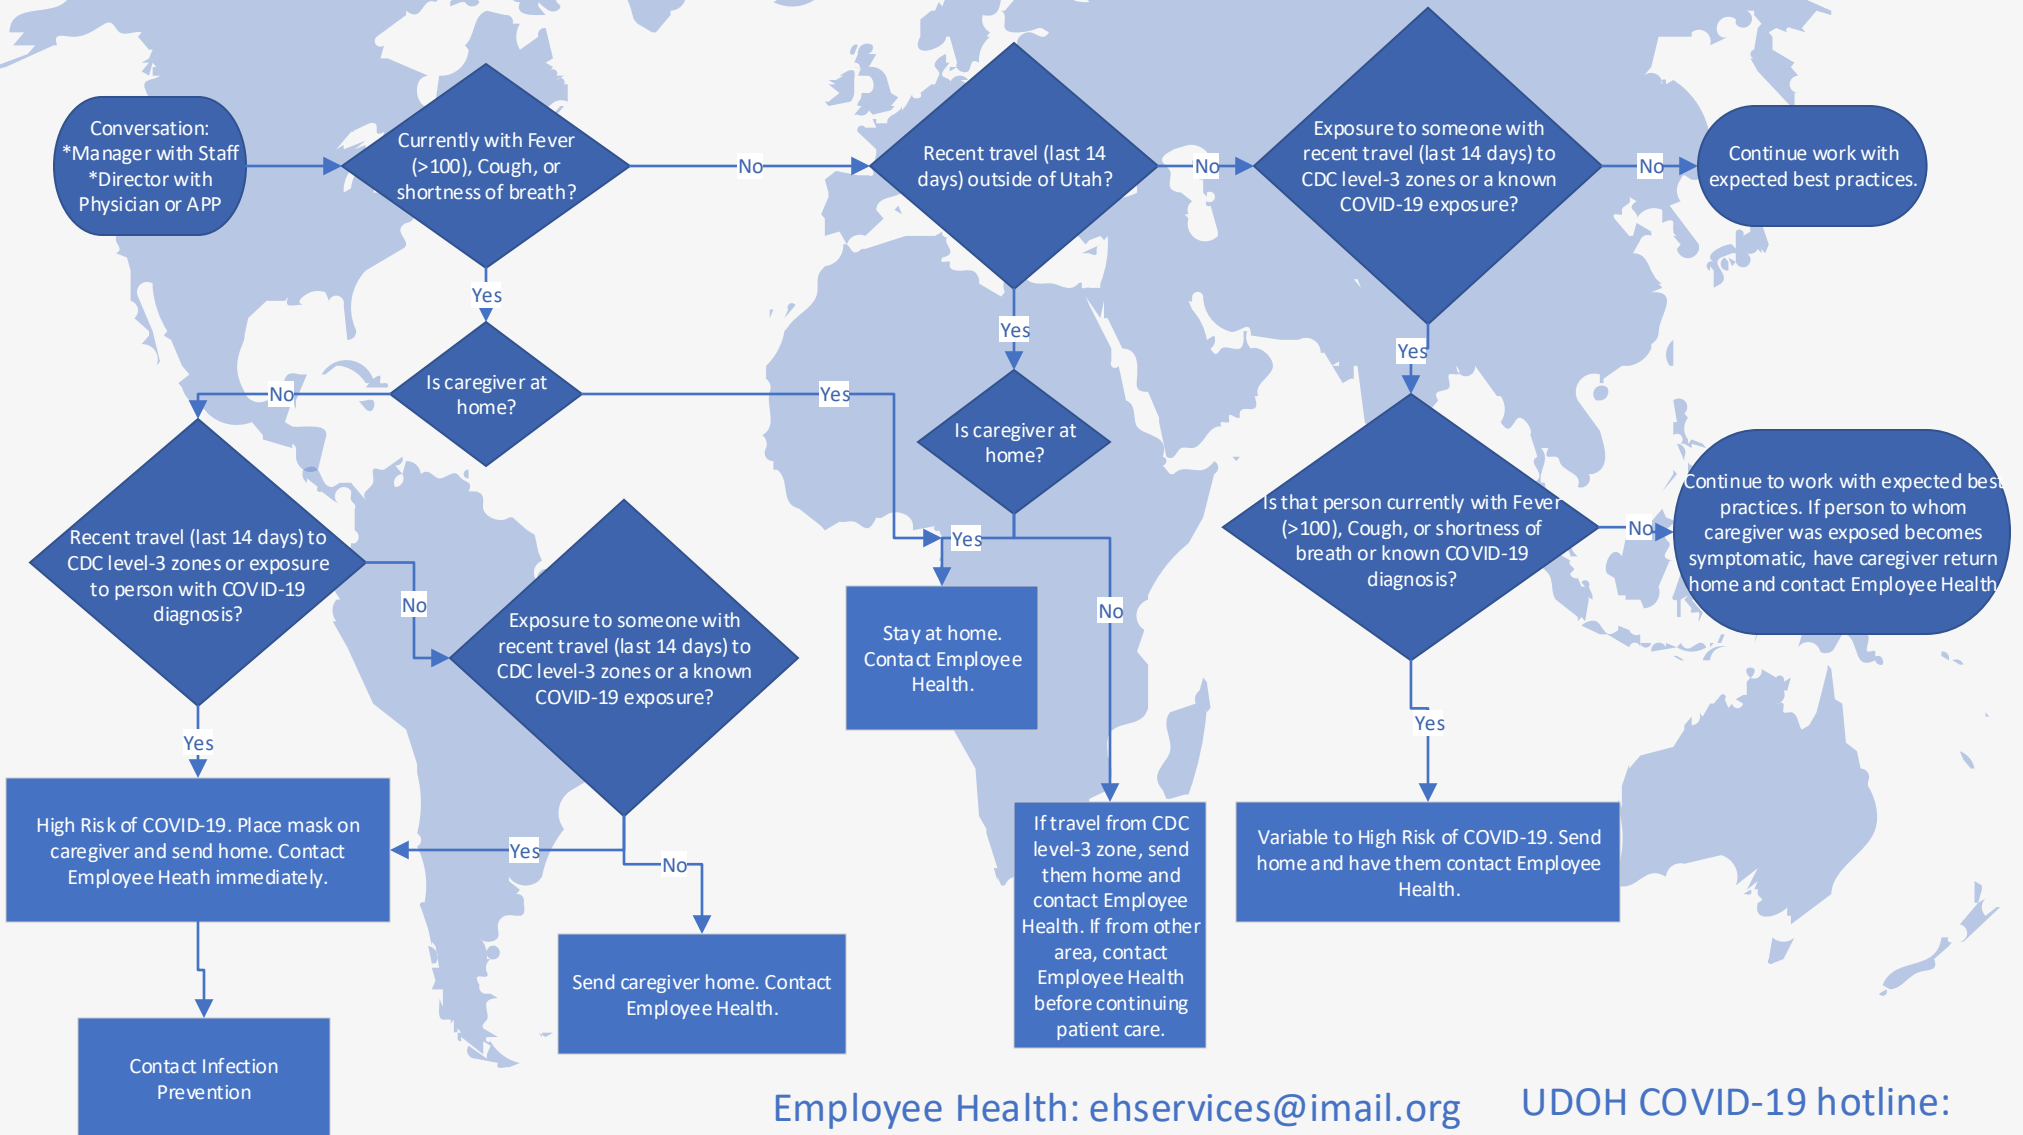 Conversation:
*Manager with Staff
*Director with
Physician or APP
Currently with Fever
(>100), Cough, or
shortness of breath?
No
Recent travel (last 14
days) outside of Utah?
No
Exposure to someone with
recent travel (last 14 days) to
CDC level-3 zones or a known
COVID-19 exposure?
No
Continue work with
expected best practices.
Yes
Yes
Yes
Is caregiver at
home?
No
Yes
Is caregiver at
home?
Yes
No
Is that person currently with Fever
(>100), Cough, or shortness of
breath or known COVID-19
diagnosis?
No
Continue to work with expected best
practices. If person to whom
caregiver was exposed becomes
symptomatic, have caregiver return
home and contact Employee Health
Recent travel (last 14 days) to
CDC level-3 zones or exposure
to person with COVID-19
diagnosis?
No
Exposure to someone with
recent travel (last 14 days) to
CDC level-3 zones or a known
COVID-19 exposure?
Stay at home.
Contact Employee
Health.
Yes
Yes
High Risk of COVID-19. Place mask on
caregiver and send home. Contact
Employee Heath immediately.
Yes
No
If travel from CDC
level-3 zone, send
them home and
contact Employee
Health. If from other
area, contact
Employee Health
before continuing
patient care.
Variable to High Risk of COVID-19. Send
home and have them contact Employee
Health.
Send caregiver home. Contact
Employee Health.
Contact Infection
Prevention
Employee Health: ehservices@imail.org
UDOH COVID-19 hotline: